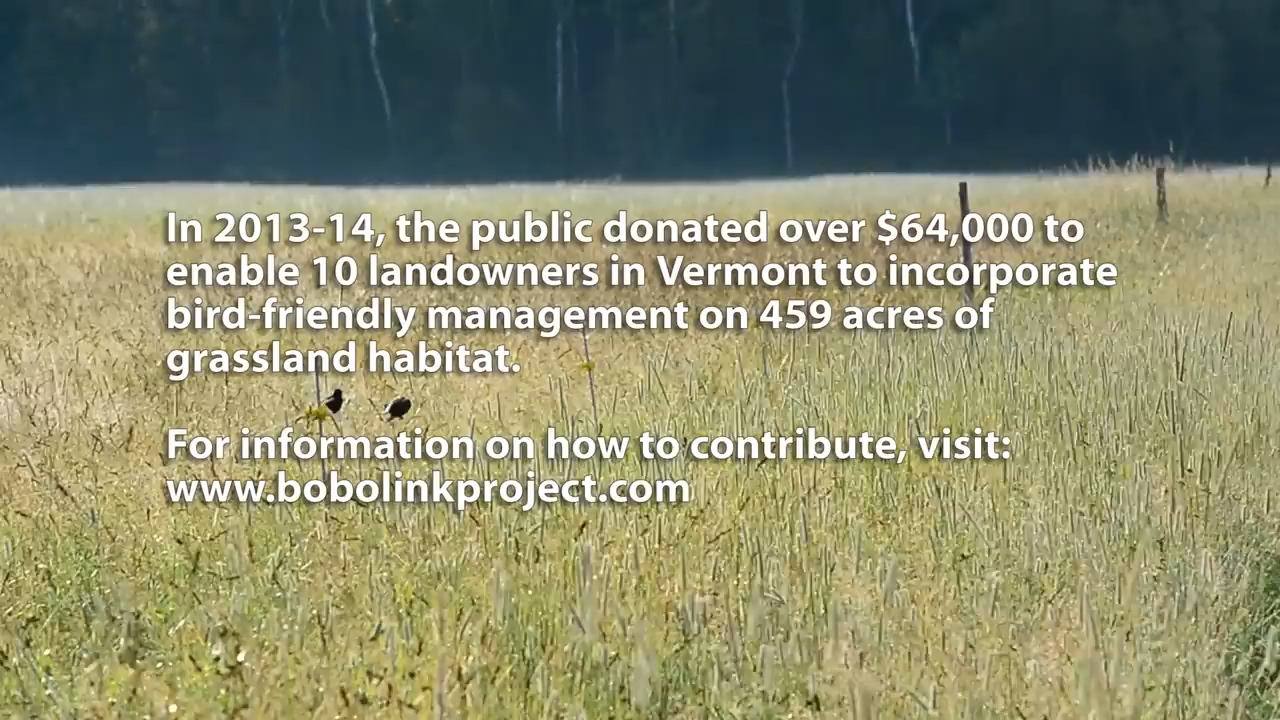 In 2013-14, the public donated over $64,000 to
enable 10 landowners in Vermont to incorporate
bird-friendly management on 459 acres of
grassland habitat.
For information on how to contribute, visit:
www.bobolinkproject.com